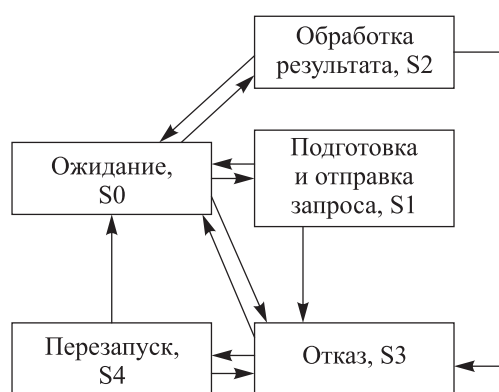 Обработка
результата, S2
Ожидание,
S0
Подготовка
и отправка
запроса, S1
Перезапуск,
S4
Отказ, S3